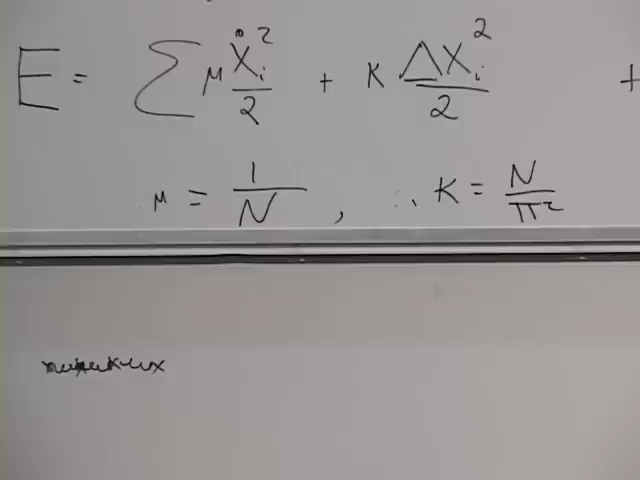 E = Σ μ ẋᵢ²/2 + K Δxᵢ²/2 +
μ = 1/N , ∴ K = N/π²